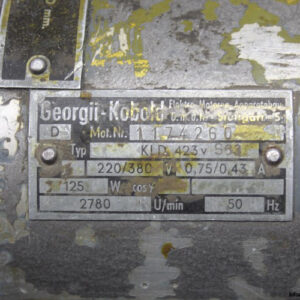 Georgii-Kobold Elektro-Motoren-Apparatebau
G.m.b.H. Stuttgart-S
D Mot.Nr. 1174260
Typ KLD 423 v
220/380 V 0,75/0,43 A
125 W cos φ
2780 U/min 50 Hz
mm.